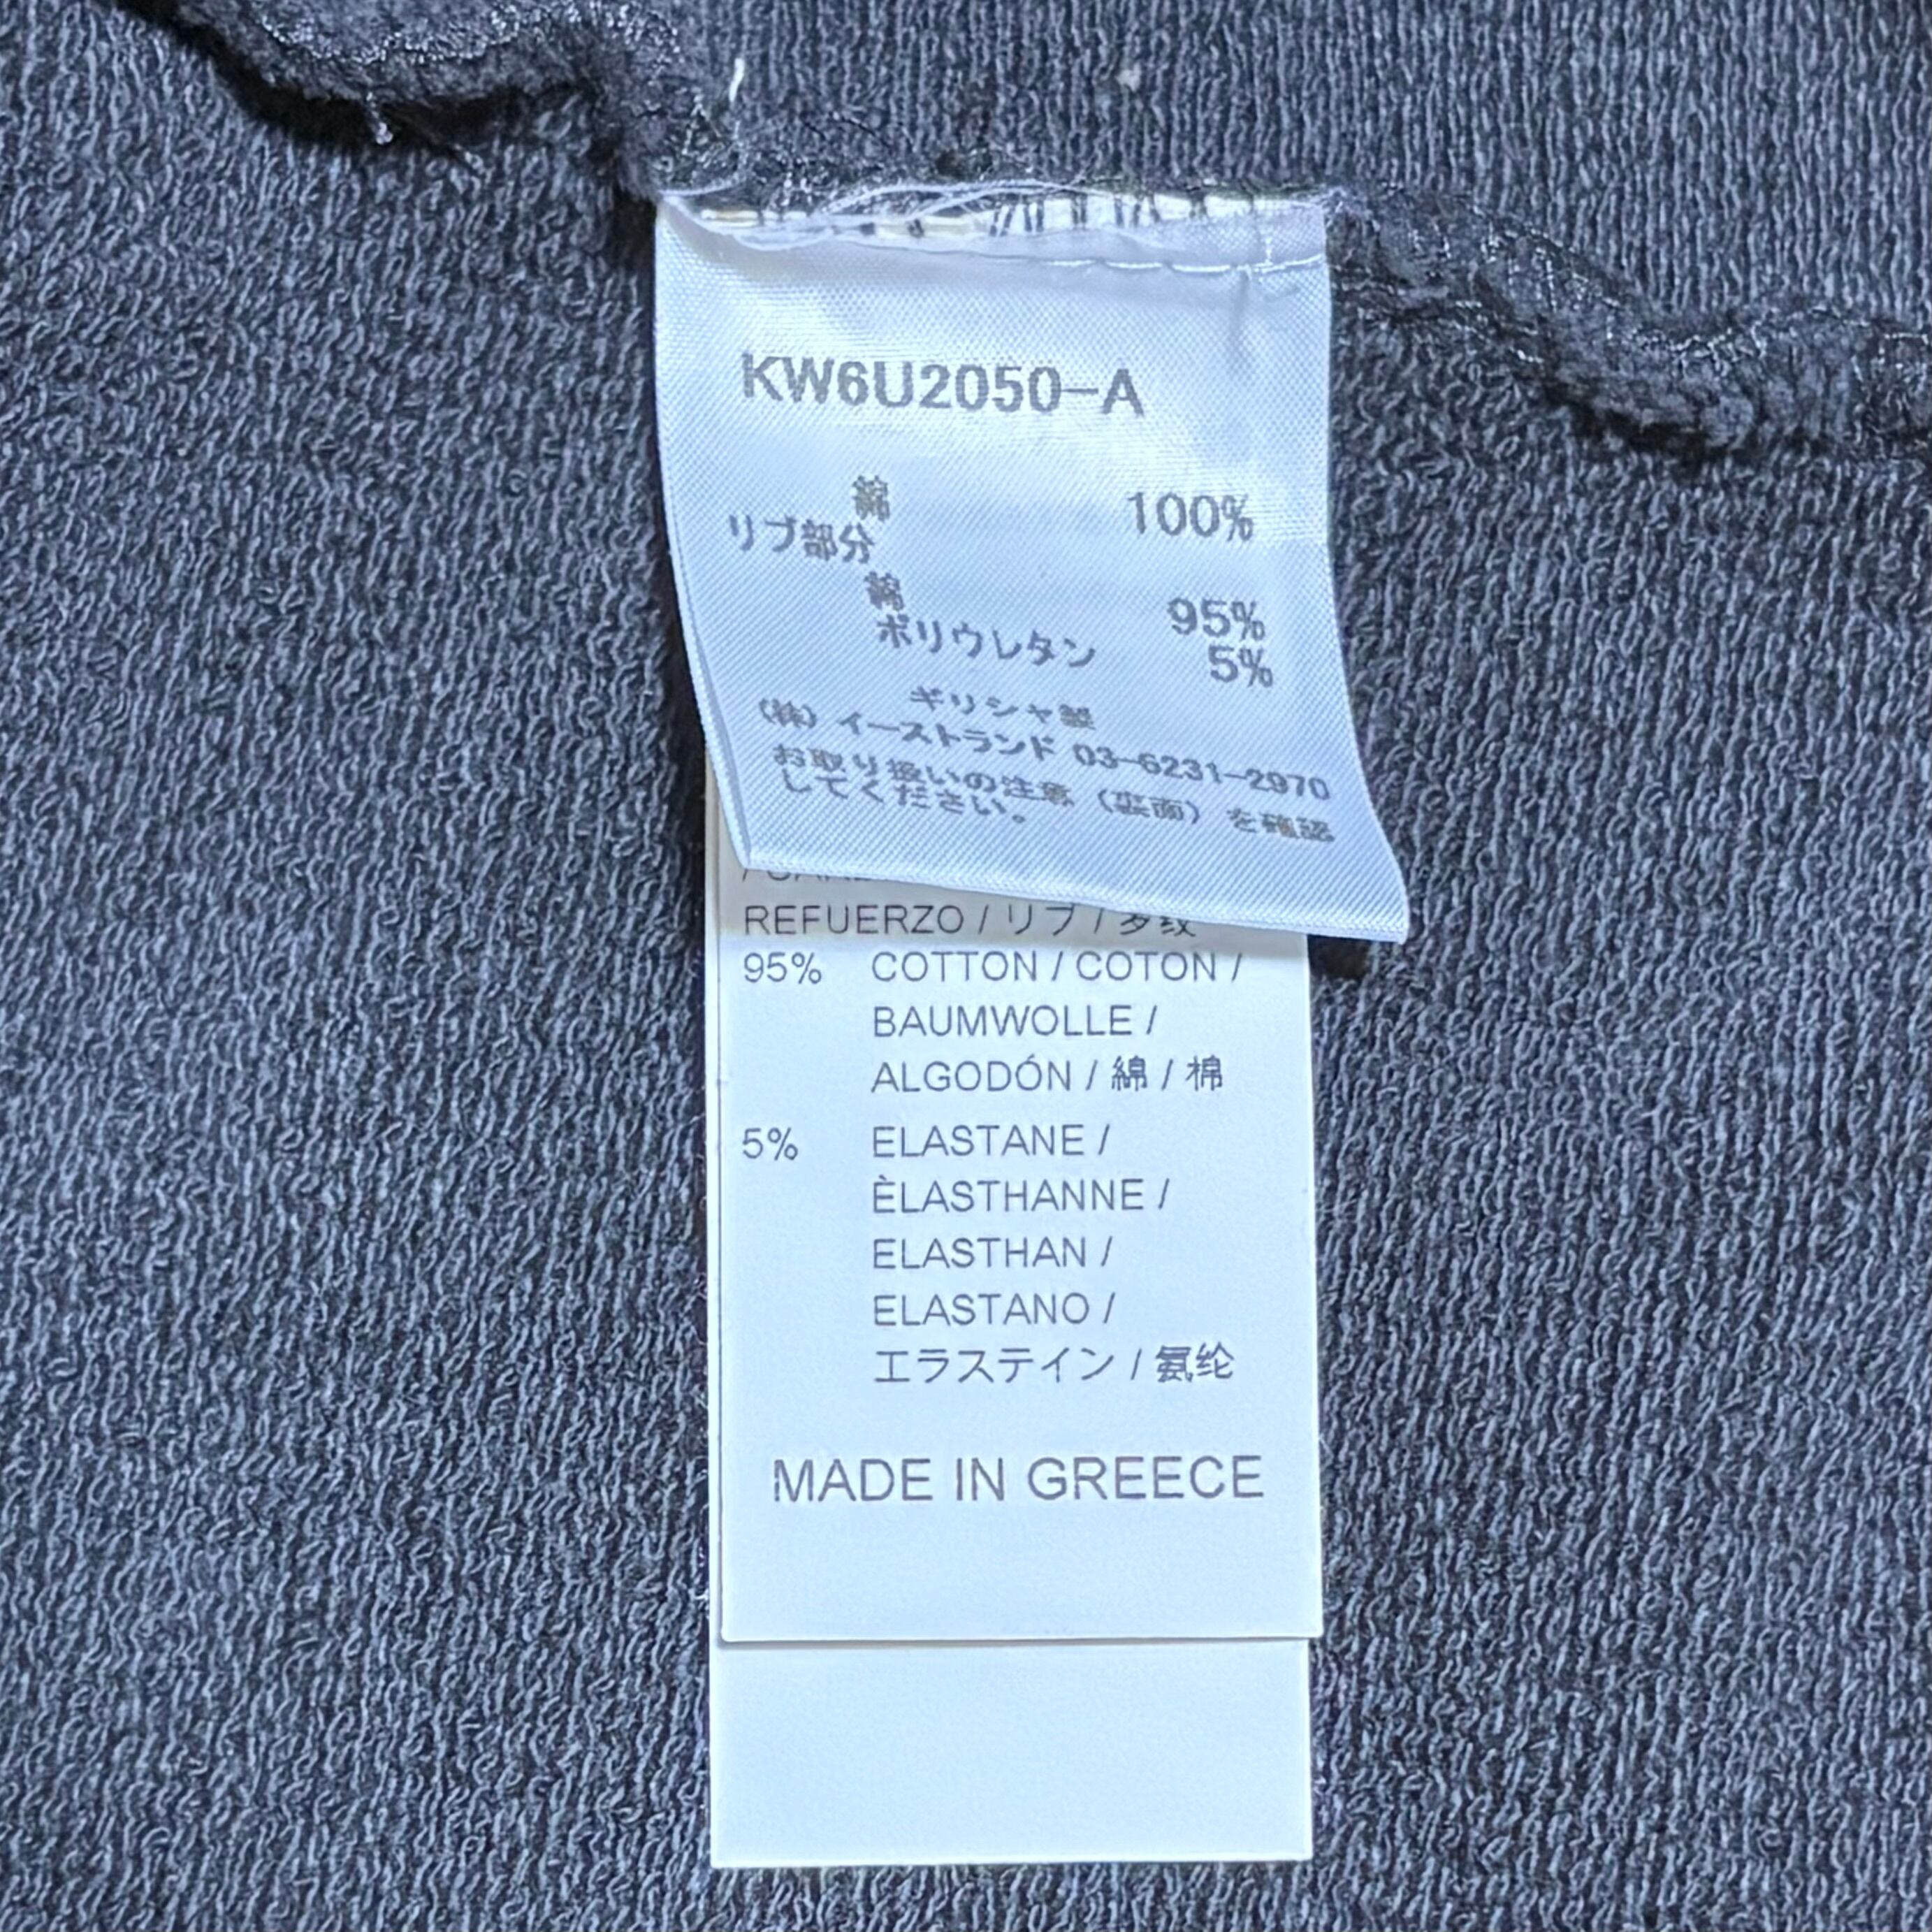 KW6U2050-A
綿 100%
リブ部分
綿 95%
ポリウレタン 5%
ギリシャ製
(株) イーストランド 03-6231-2970
お取り扱いの注意 (裏面) を確認
してください。
REFUERZO / リブ / 罗纹
95% COTTON / COTON /
BAUMWOLLE /
ALGODÓN / 綿 / 棉
5% ELASTANE /
ÈLASTHANNE /
ELASTHAN /
ELASTANO /
エラステイン / 氨纶
MADE IN GREECE